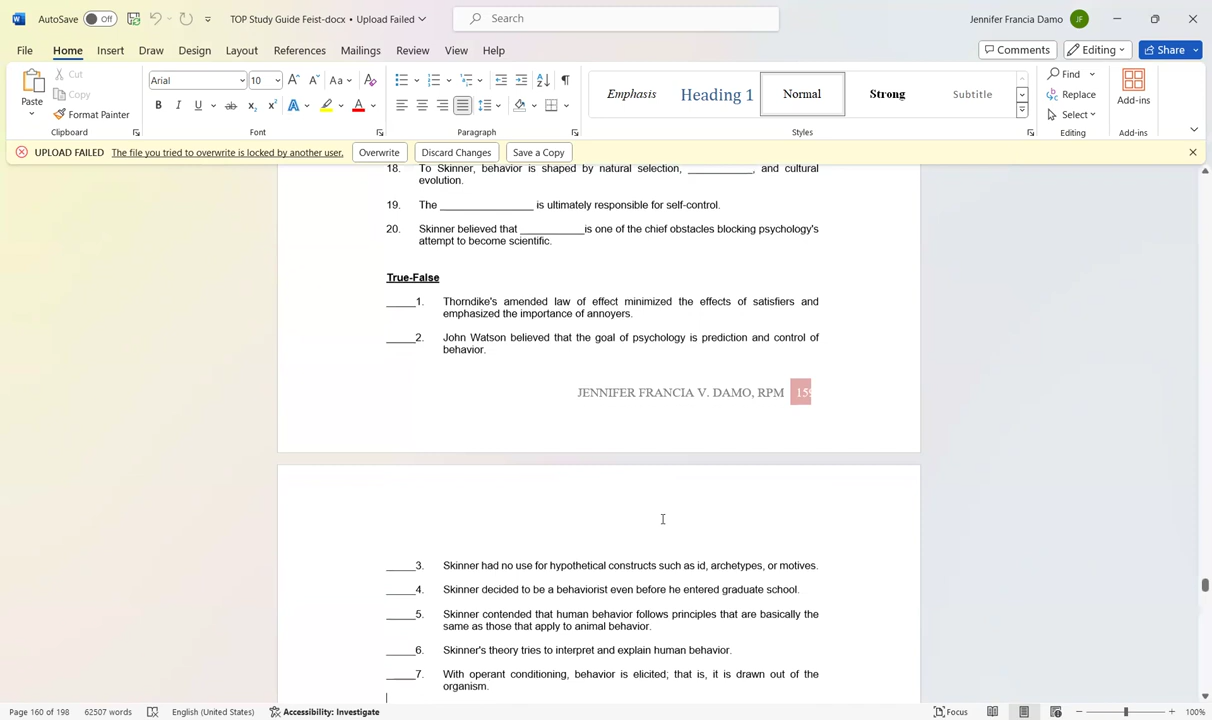 AutoSave Off TOP Study Guide Feist-docx • Upload Failed Search Jennifer Francia Damo JF
File Home Insert Draw Design Layout References Mailings Review View Help Comments Editing Share
Paste Cut Copy Format Painter Clipboard
Arial 10 Font
Paragraph
Emphasis Heading 1 Normal Strong Subtitle Styles
Find Replace Select Editing
Add-ins Add-ins
UPLOAD FAILED The file you tried to overwrite is locked by another user. Overwrite Discard Changes Save a Copy
18. To Skinner, behavior is shaped by natural selection, ___________, and cultural
evolution.
19. The ________________ is ultimately responsible for self-control.
20. Skinner believed that ___________is one of the chief obstacles blocking psychology's
attempt to become scientific.
True-False
_____1. Thorndike's amended law of effect minimized the effects of satisfiers and
emphasized the importance of annoyers.
_____2. John Watson believed that the goal of psychology is prediction and control of
behavior.
JENNIFER FRANCIA V. DAMO, RPM 159
_____3. Skinner had no use for hypothetical constructs such as id, archetypes, or motives.
_____4. Skinner decided to be a behaviorist even before he entered graduate school.
_____5. Skinner contended that human behavior follows principles that are basically the
same as those that apply to animal behavior.
_____6. Skinner's theory tries to interpret and explain human behavior.
_____7. With operant conditioning, behavior is elicited; that is, it is drawn out of the
organism.
Page 160 of 198 62507 words English (United States) Accessibility: Investigate Focus 100%